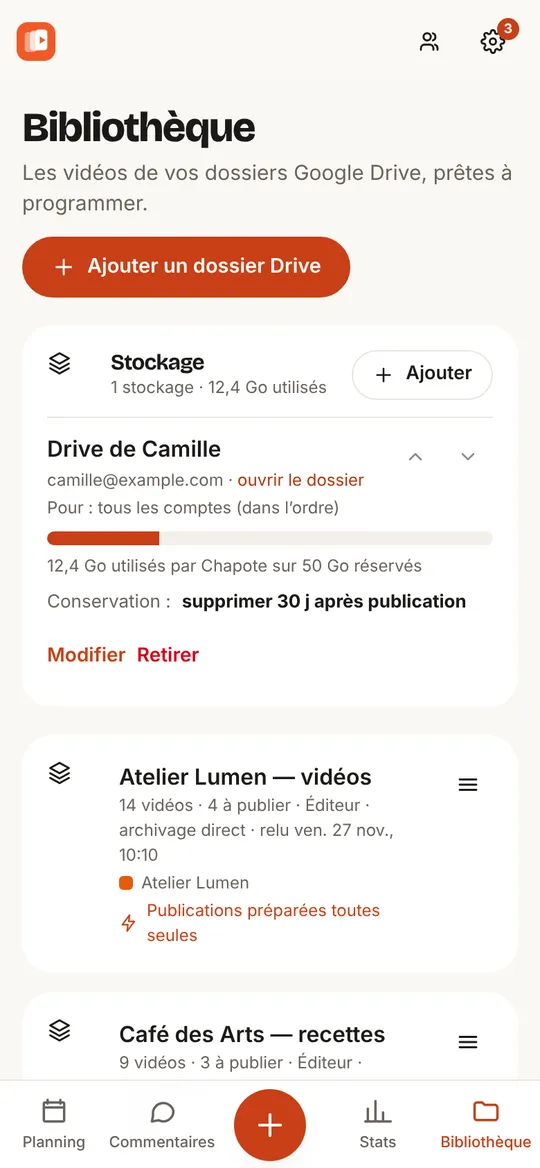 3
Bibliothèque
Les vidéos de vos dossiers Google Drive, prêtes à
programmer.
+ Ajouter un dossier Drive
Stockage
1 stockage · 12,4 Go utilisés
+ Ajouter
Drive de Camille
camille@example.com · ouvrir le dossier
Pour : tous les comptes (dans l’ordre)
12,4 Go utilisés par Chapote sur 50 Go réservés
Conservation : supprimer 30 j après publication
Modifier Retirer
Atelier Lumen — vidéos
14 vidéos · 4 à publier · Éditeur ·
archivage direct · relu ven. 27 nov.,
10:10
Atelier Lumen
Publications préparées toutes
seules
Café des Arts — recettes
9 vidéos · 3 à publier · Éditeur ·
Planning Commentaires + Stats Bibliothèque